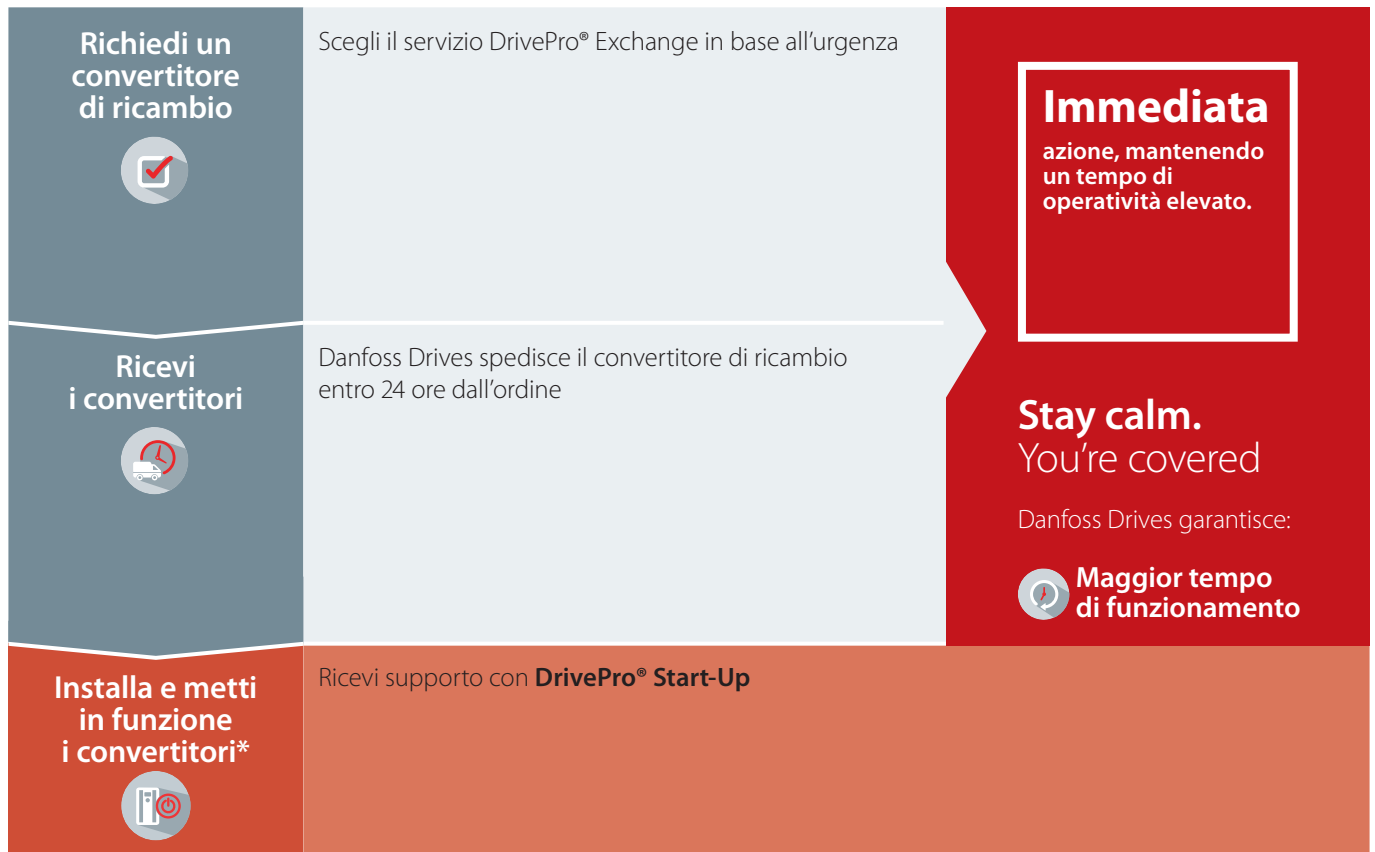 Richiedi un
convertitore
di ricambio
Scegli il servizio DrivePro® Exchange in base all’urgenza
Ricevi
i convertitori
Danfoss Drives spedisce il convertitore di ricambio
entro 24 ore dall’ordine
Installa e metti
in funzione
i convertitori*
Ricevi supporto con DrivePro® Start-Up
Immediata
azione, mantenendo
un tempo di
operatività elevato.
Stay calm.
You’re covered
Danfoss Drives garantisce:
Maggior tempo
di funzionamento